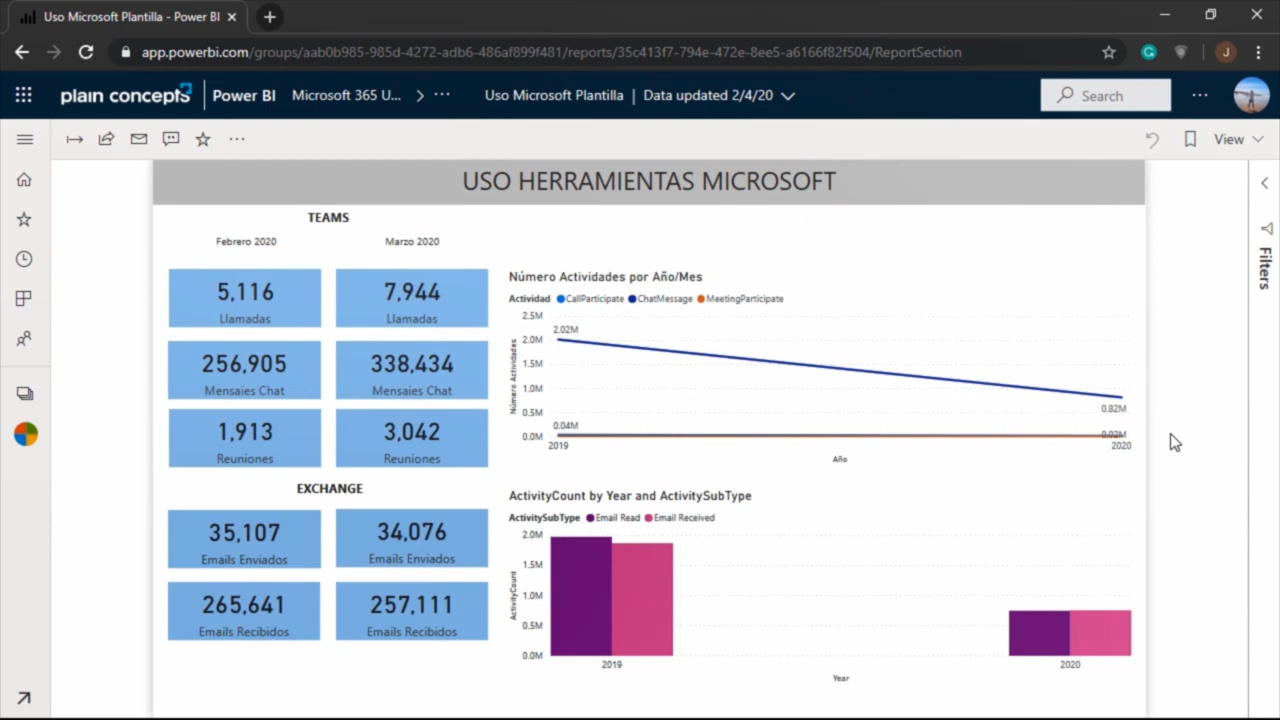 Uso Microsoft Plantilla - Power BI
app.powerbi.com/groups/aab0b985-985d-4272-adb6-486af899f481/reports/35c413f7-794e-472e-8ee5-a6166f82f504/ReportSection
J
plain concepts Power BI Microsoft 365 U... Uso Microsoft Plantilla | Data updated 2/4/20 Search
View
Filters
USO HERRAMIENTAS MICROSOFT
TEAMS
Febrero 2020 Marzo 2020
5,116 7,944
Llamadas Llamadas
256,905 338,434
Mensajes Chat Mensajes Chat
1,913 3,042
Reuniones Reuniones
EXCHANGE
35,107 34,076
Emails Enviados Emails Enviados
265,641 257,111
Emails Recibidos Emails Recibidos
Número Actividades por Año/Mes
Actividad CallParticipate ChatMessage MeetingParticipate
Número Actividades
2.5M
2.0M
1.5M
1.0M
0.5M
0.0M
2.02M
0.82M
0.04M
0.02M
2019 2020
Año
ActivityCount by Year and ActivitySubType
ActivitySubType Email Read Email Received
ActivityCount
2.0M
1.5M
1.0M
0.5M
0.0M
2019 2020
Year